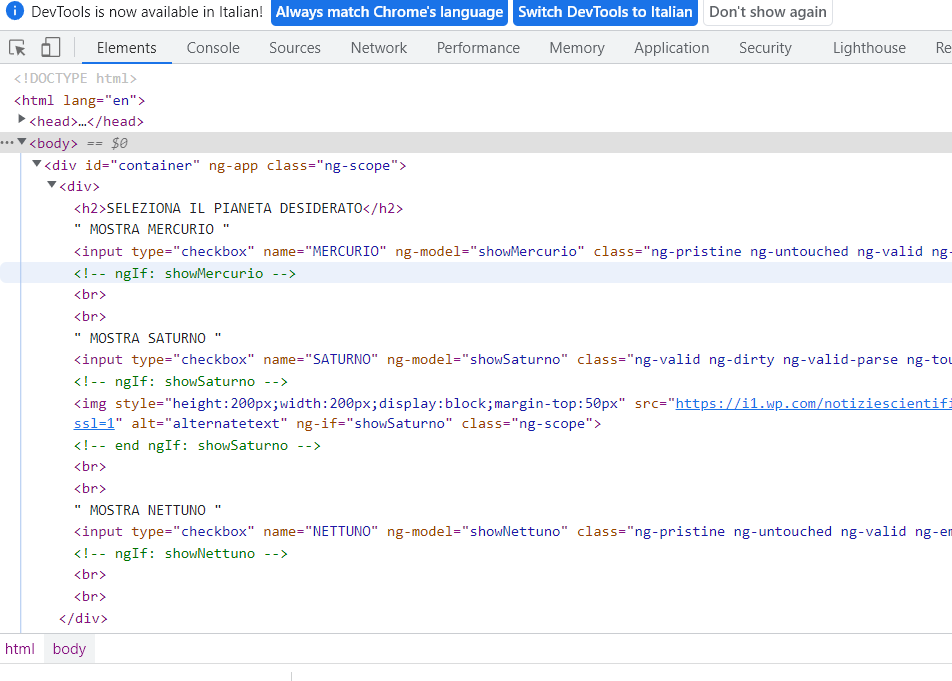 DevTools is now available in Italian! Always match Chrome's language Switch DevTools to Italian Don't show again
Elements Console Sources Network Performance Memory Application Security Lighthouse Re
<!DOCTYPE html>
<html lang="en">
<head>…</head>
<body> == $0
<div id="container" ng-app class="ng-scope">
<div>
<h2>SELEZIONA IL PIANETA DESIDERATO</h2>
" MOSTRA MERCURIO "
<input type="checkbox" name="MERCURIO" ng-model="showMercurio" class="ng-pristine ng-untouched ng-valid ng-
<!-- ngIf: showMercurio -->
<br>
<br>
" MOSTRA SATURNO "
<input type="checkbox" name="SATURNO" ng-model="showSaturno" class="ng-valid ng-dirty ng-valid-parse ng-tou
<!-- ngIf: showSaturno -->
<img style="height:200px;width:200px;display:block;margin-top:50px" src="https://i1.wp.com/notiziescientifi
ssl=1" alt="alternatetext" ng-if="showSaturno" class="ng-scope">
<!-- end ngIf: showSaturno -->
<br>
<br>
" MOSTRA NETTUNO "
<input type="checkbox" name="NETTUNO" ng-model="showNettuno" class="ng-pristine ng-untouched ng-valid ng-em
<!-- ngIf: showNettuno -->
<br>
<br>
</div>
html body